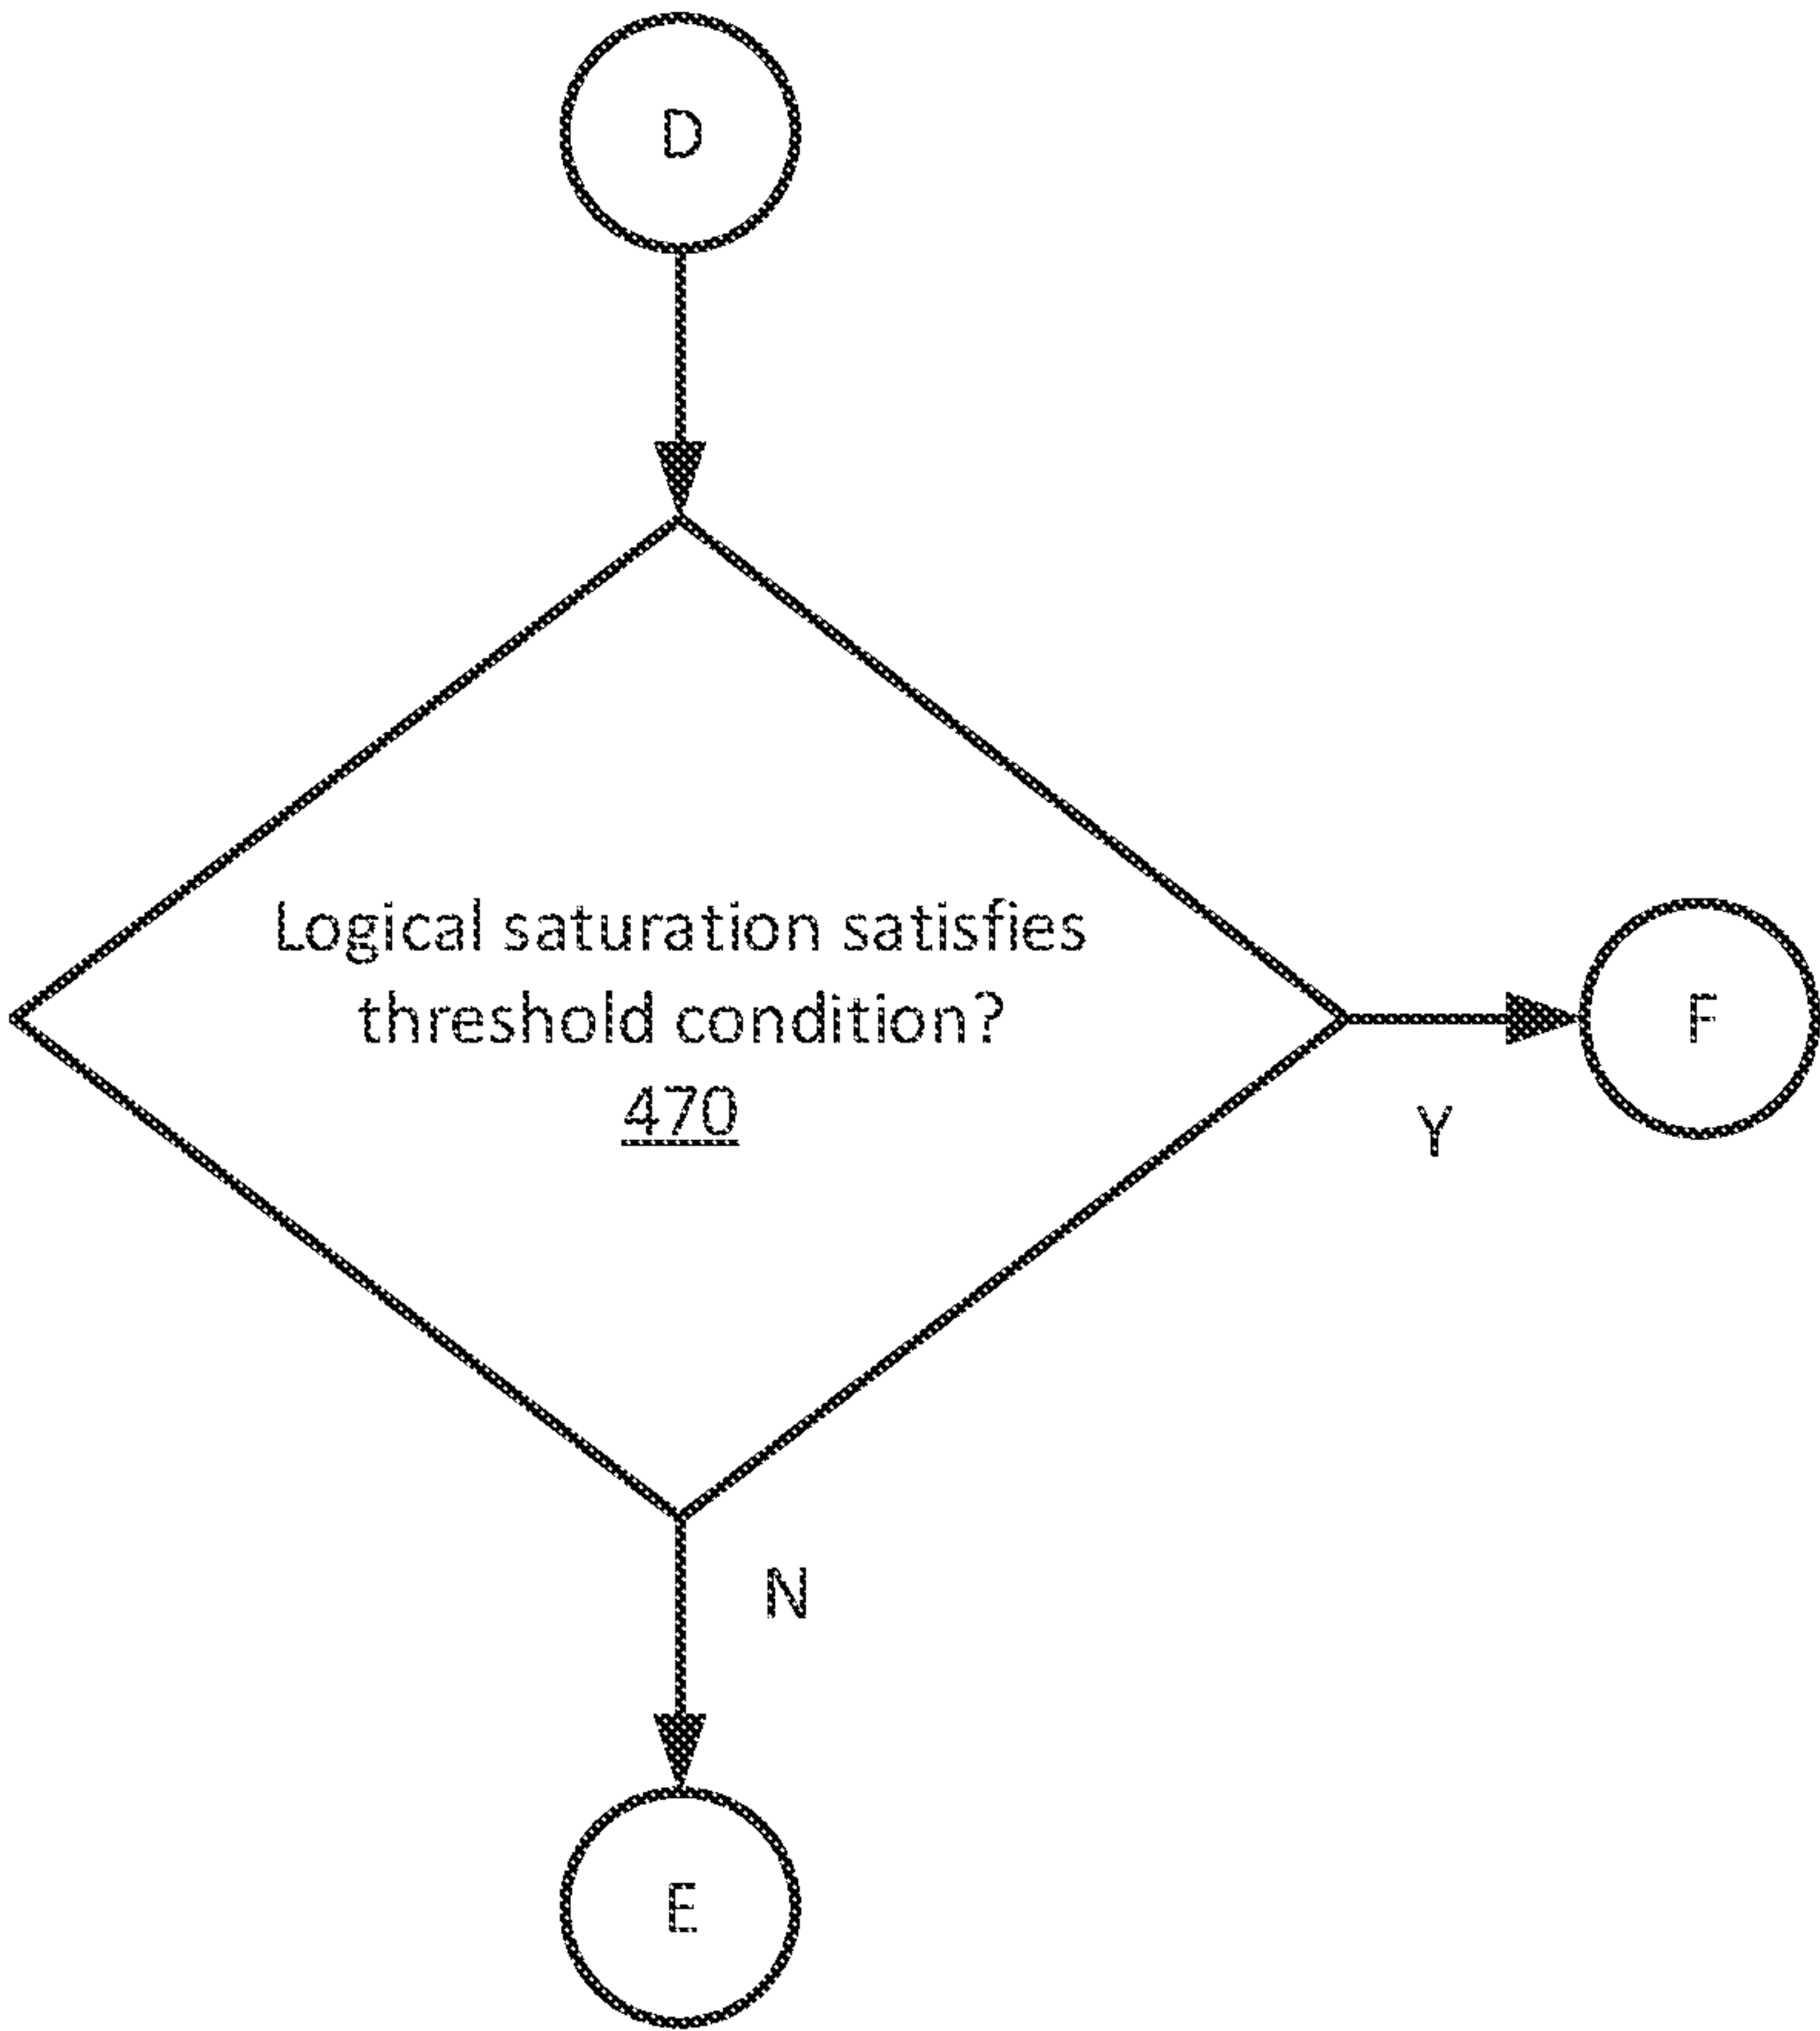 D
Logical saturation satisfies
threshold condition?
470
F
Y
N
E